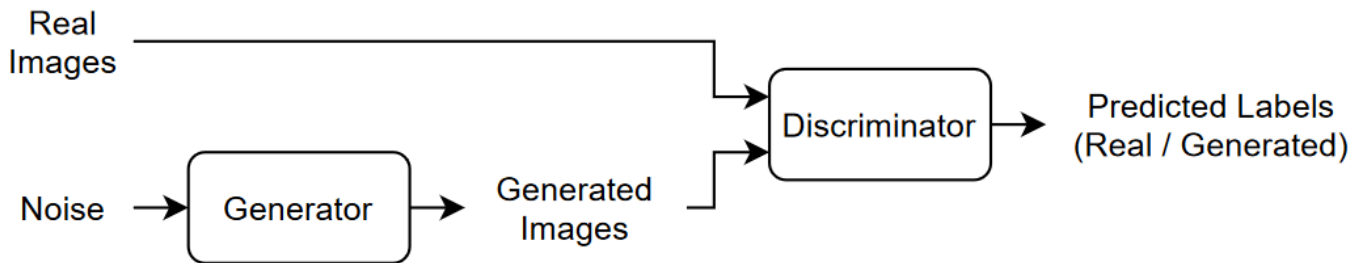 Real
Images
Discriminator
Predicted Labels
(Real / Generated)
Noise
Generator
Generated
Images